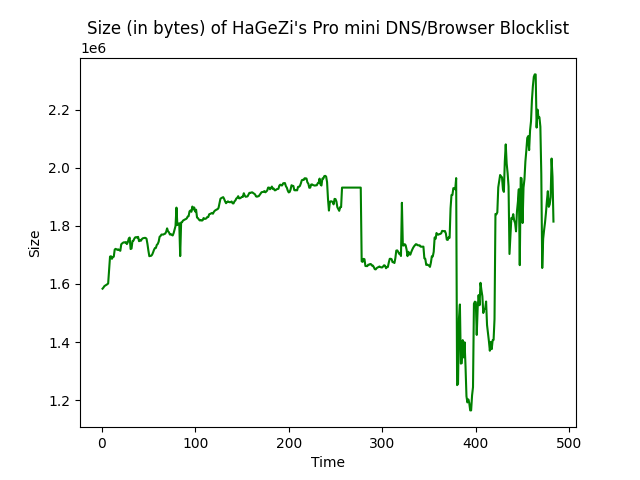 Size (in bytes) of HaGeZi's Pro mini DNS/Browser Blocklist
1e6
2.2
2.0
1.8
1.6
1.4
1.2
Size
0 100 200 300 400 500
Time